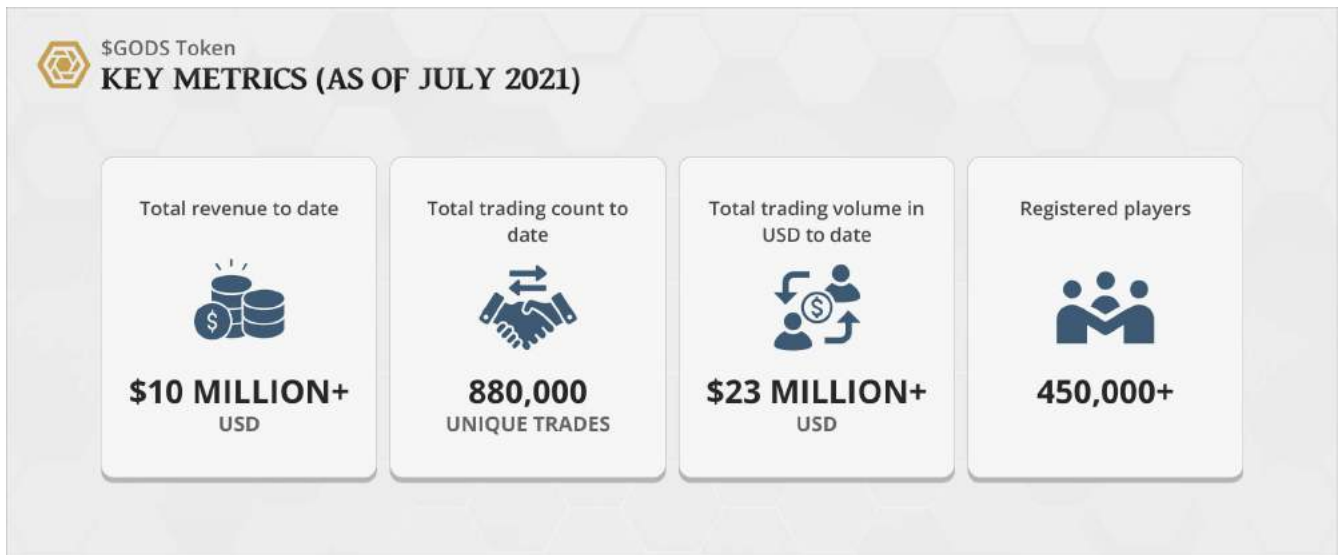 $GODS Token
KEY METRICS (AS OF JULY 2021)
Total revenue to date
$10 MILLION+
USD
Total trading count to
date
880,000
UNIQUE TRADES
Total trading volume in
USD to date
$23 MILLION+
USD
Registered players
450,000+